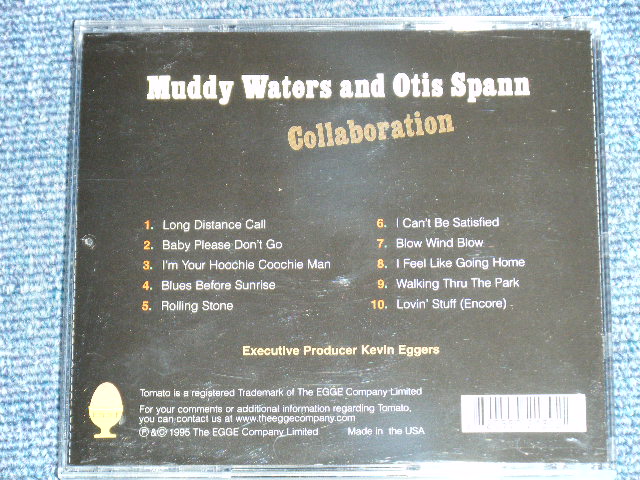 Muddy Waters and Otis Spann
Collaboration
1. Long Distance Call
2. Baby Please Don't Go
3. I'm Your Hoochie Coochie Man
4. Blues Before Sunrise
5. Rolling Stone
6. I Can't Be Satisfied
7. Blow Wind Blow
8. I Feel Like Going Home
9. Walking Thru The Park
10. Lovin' Stuff (Encore)
Executive Producer Kevin Eggers
Tomato is a registered Trademark of The EGGE Company Limited
For your comments or additional information regarding Tomato,
you can contact us at www.theeggecompany.com
℗ &© 1995 The EGGE Company Limited Made in the USA